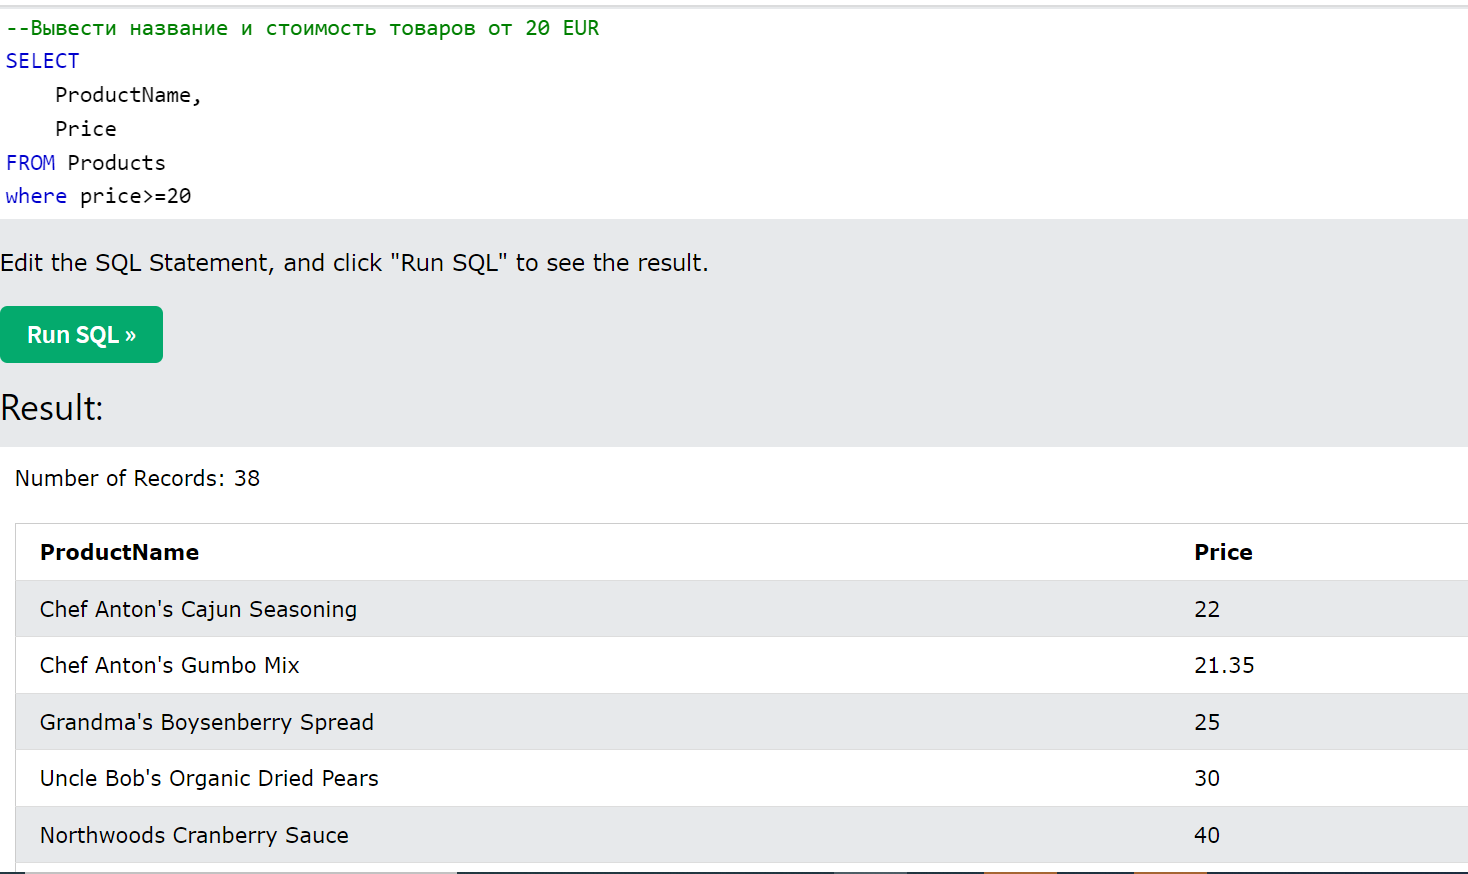 --Вывести название и стоимость товаров от 20 EUR
SELECT
    ProductName,
    Price
FROM Products
where price>=20
Edit the SQL Statement, and click "Run SQL" to see the result.
Run SQL »
Result:
Number of Records: 38
ProductName Price
Chef Anton's Cajun Seasoning 22
Chef Anton's Gumbo Mix 21.35
Grandma's Boysenberry Spread 25
Uncle Bob's Organic Dried Pears 30
Northwoods Cranberry Sauce 40